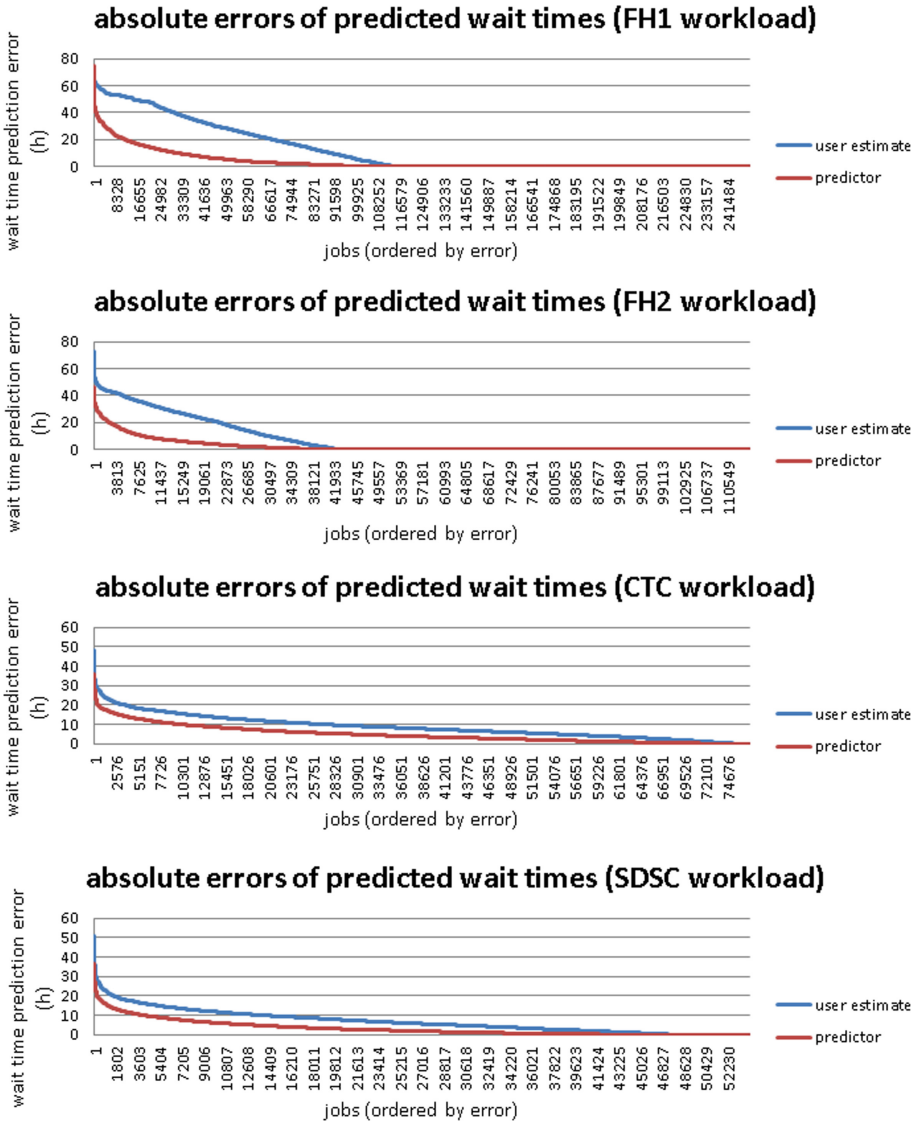 absolute errors of predicted wait times (FH1 workload)
wait time prediction error
(h)
80
60
40
20
0
1 8328 16655 24982 33309 41636 49963 58290 66617 74944 83271 91598 99925 108252 116579 124906 133233 141560 149887 158214 166541 174868 183195 191522 199849 208176 216503 224830 233157 241484
jobs (ordered by error)
user estimate
predictor
absolute errors of predicted wait times (FH2 workload)
wait time prediction error
(h)
80
60
40
20
0
1 3813 7625 11437 15249 19061 22873 26685 30497 34309 38121 41933 45745 49557 53369 57181 60993 64805 68617 72429 76241 80053 83865 87677 91489 95301 99113 102925 106737 110549
jobs (ordered by error)
user estimate
predictor
absolute errors of predicted wait times (CTC workload)
wait time prediction error
(h)
60
50
40
30
20
10
0
1 2576 5151 7726 10301 12876 15451 18026 20601 23176 25751 28326 30901 33476 36051 38626 41201 43776 46351 48926 51501 54076 56651 59226 61801 64376 66951 69526 72101 74676
jobs (ordered by error)
user estimate
predictor
absolute errors of predicted wait times (SDSC workload)
wait time prediction error
(h)
60
50
40
30
20
10
0
1 1802 3603 5404 7205 9006 10807 12608 14409 16210 18011 19812 21613 23414 25215 27016 28817 30618 32419 34220 36021 37822 39623 41424 43225 45026 46827 48628 50429 52230
jobs (ordered by error)
user estimate
predictor